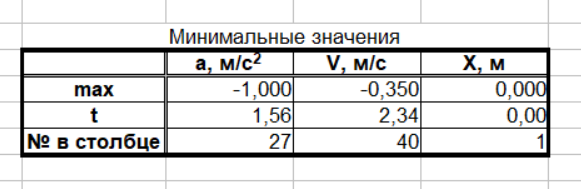 Минимальные значения
a, м/с² V, м/с X, м
max -1,000 -0,350 0,000
t 1,56 2,34 0,00
№ в столбце 27 40 1